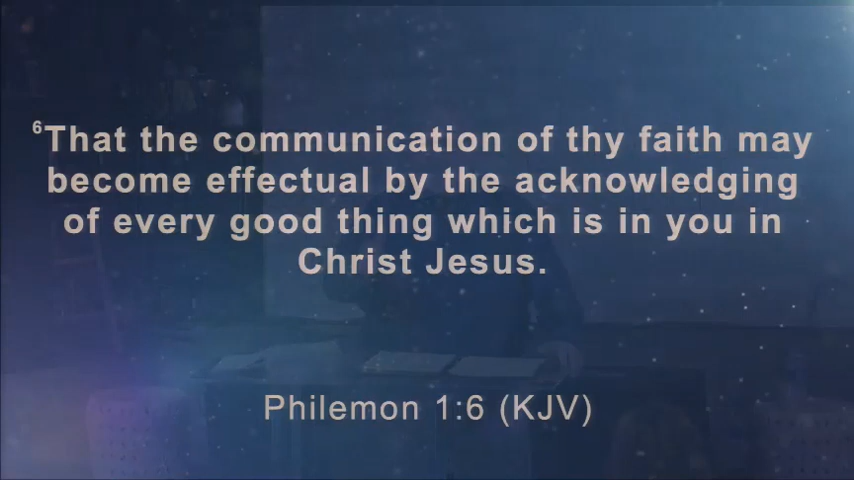 6That the communication of thy faith may
become effectual by the acknowledging
of every good thing which is in you in
Christ Jesus.
Philemon 1:6 (KJV)